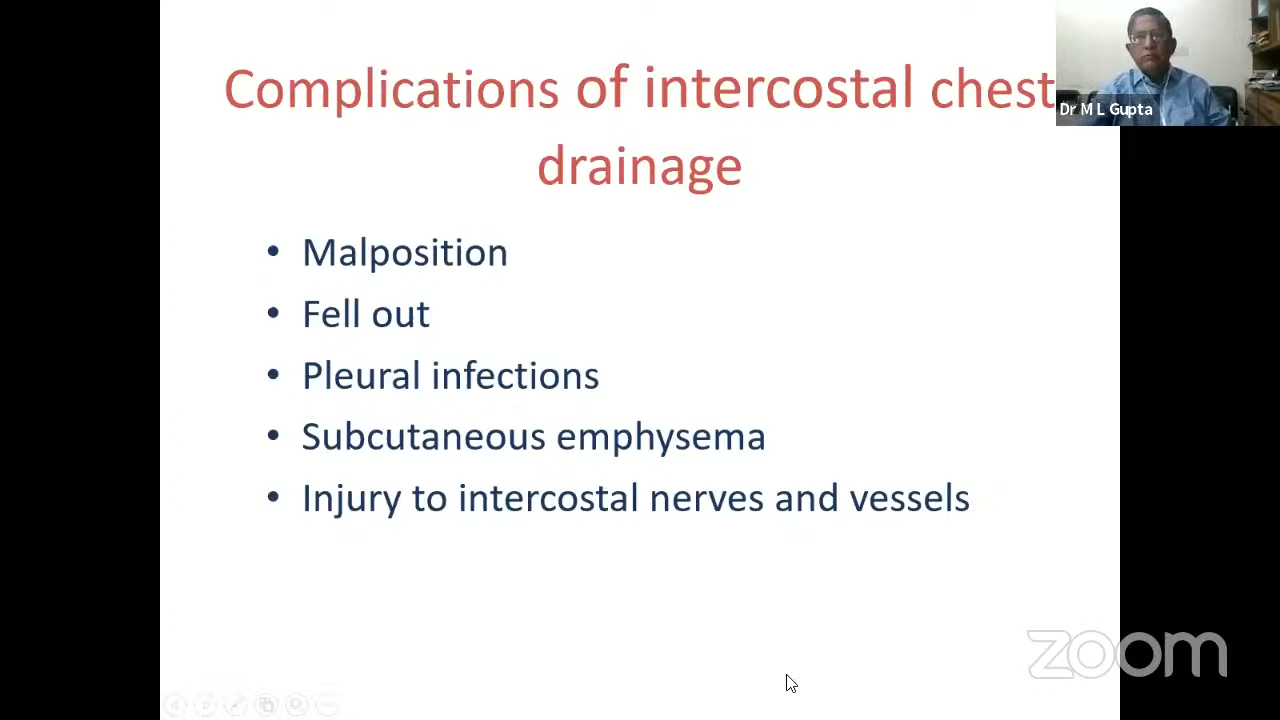 Complications of intercostal chest
drainage
Dr M L Gupta
• Malposition
• Fell out
• Pleural infections
• Subcutaneous emphysema
• Injury to intercostal nerves and vessels
zoom